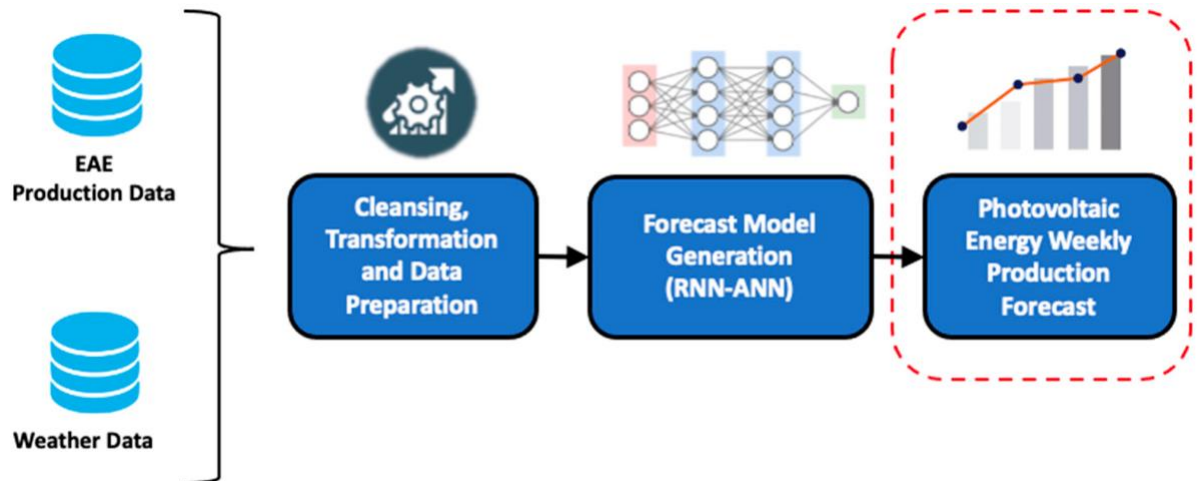 EAE
Production Data
Weather Data
Cleansing,
Transformation
and Data
Preparation
Forecast Model
Generation
(RNN-ANN)
Photovoltaic
Energy Weekly
Production
Forecast